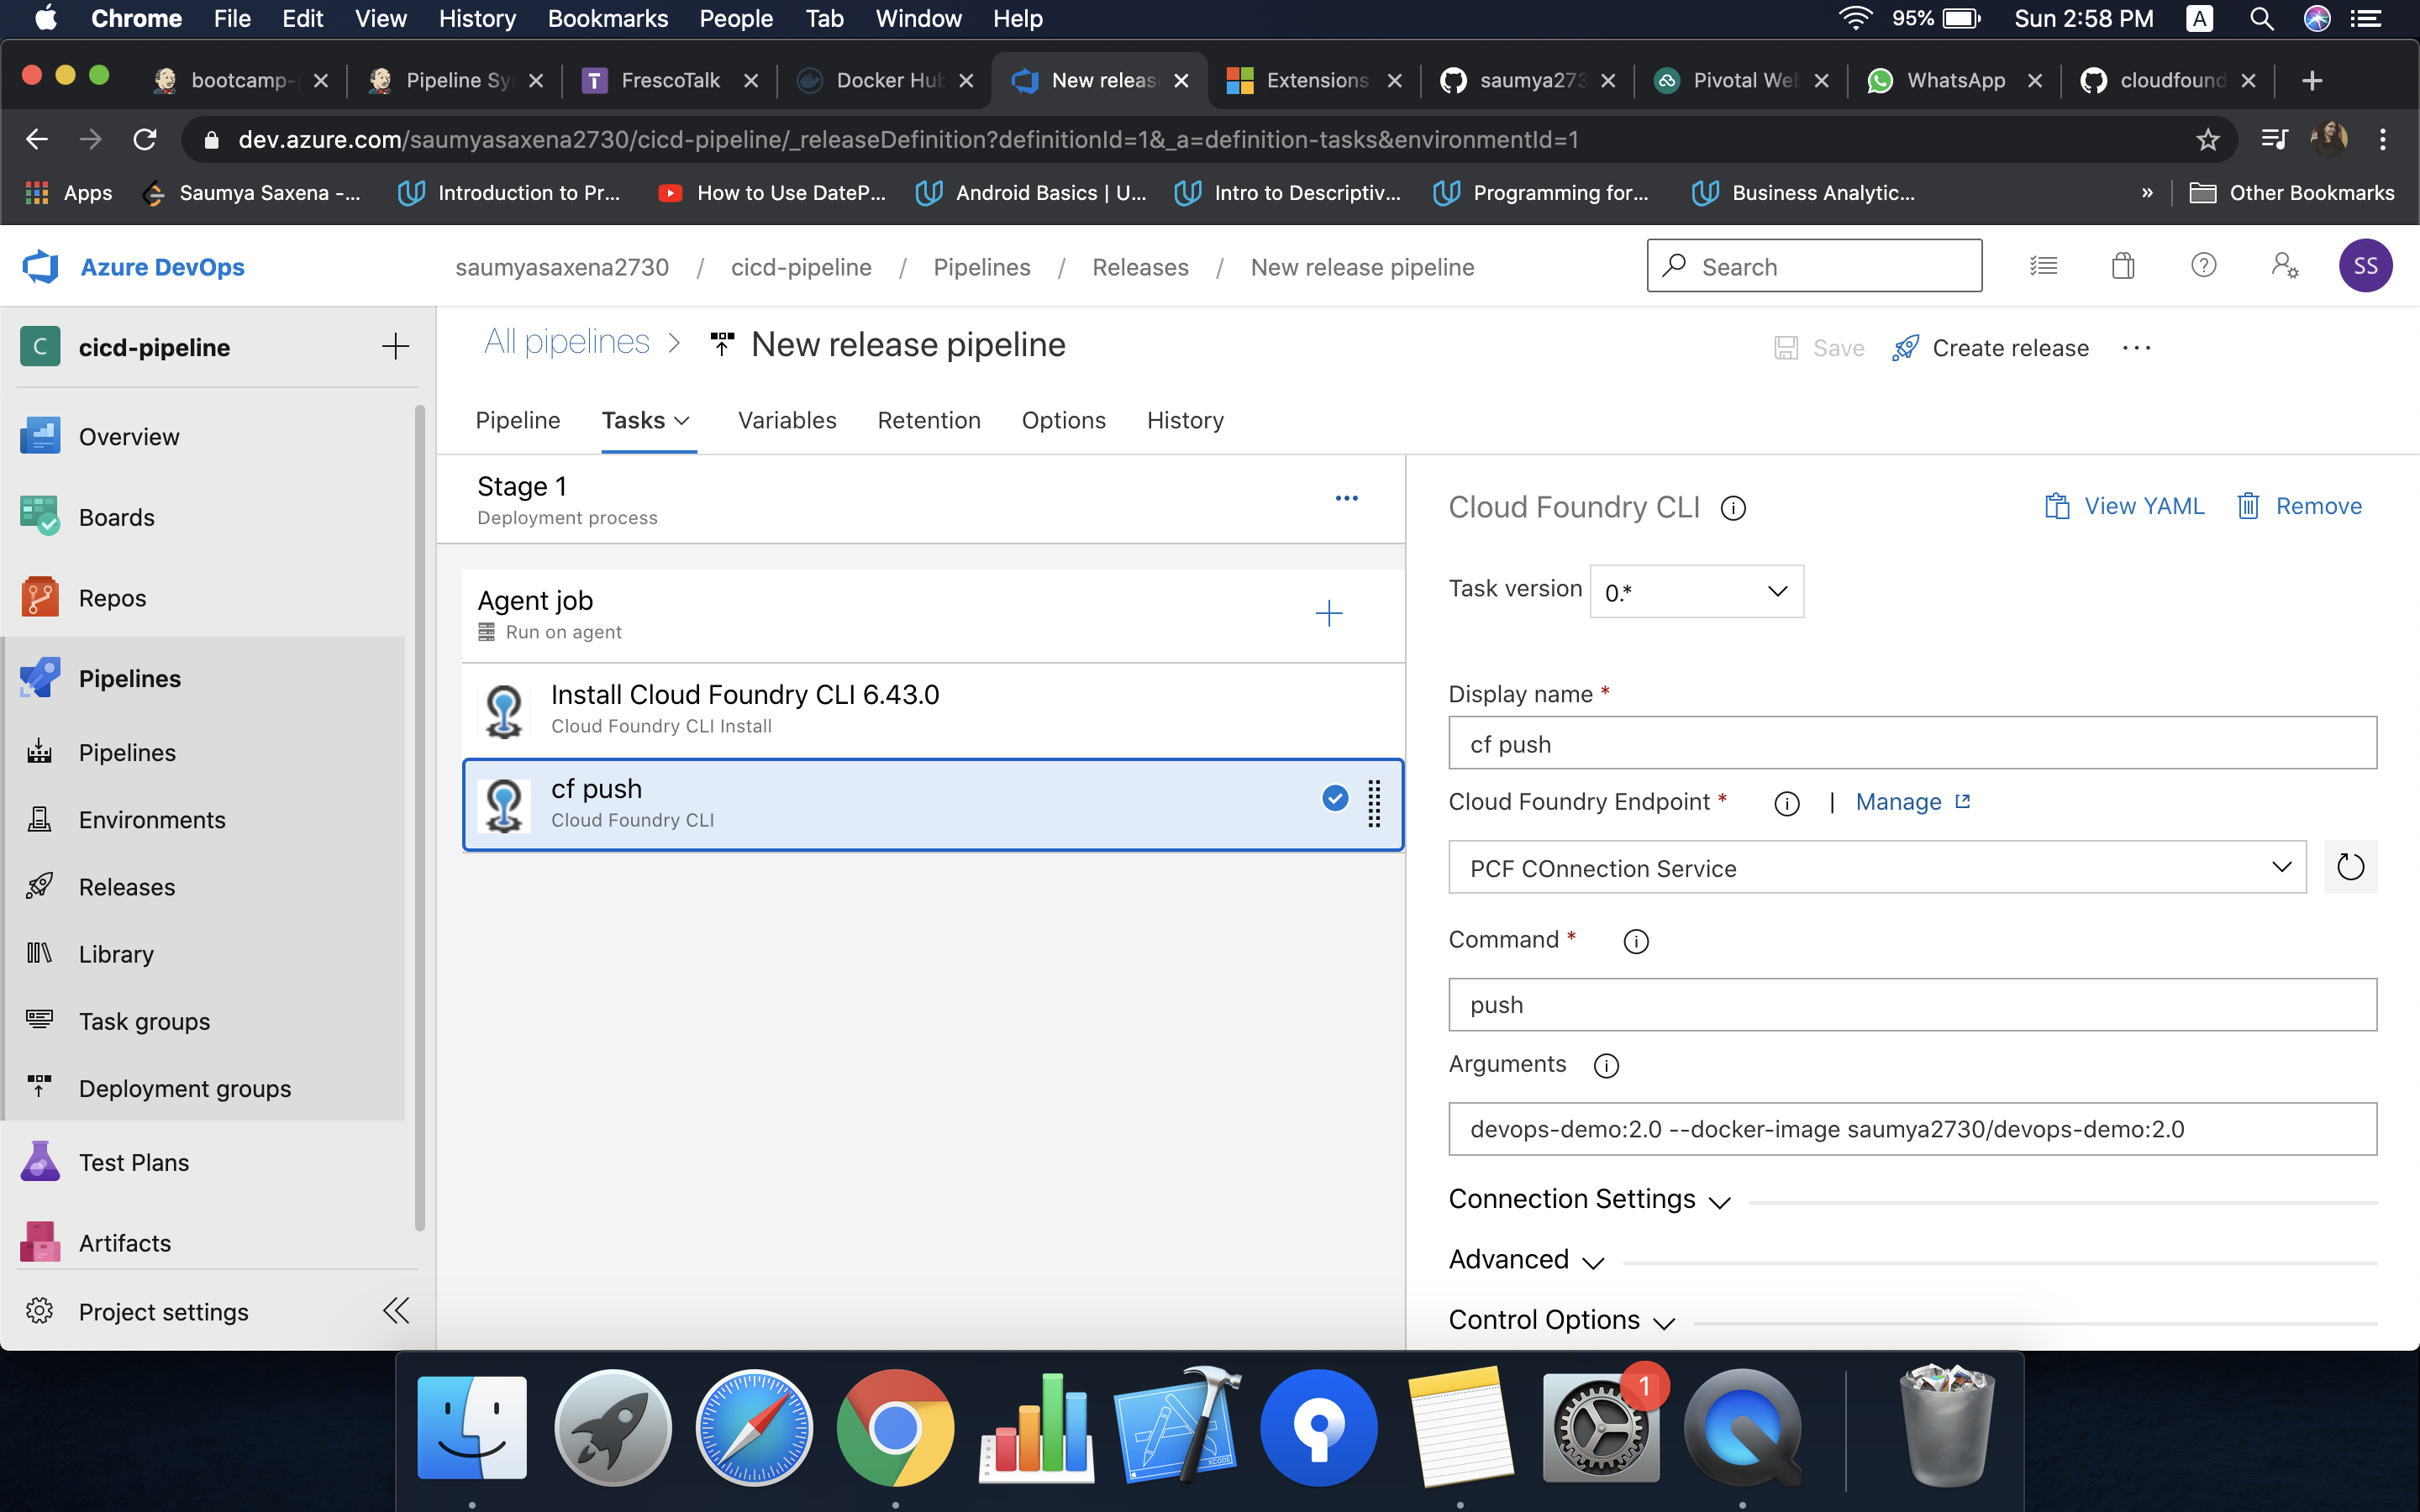 Chrome File Edit View History Bookmarks People Tab Window Help 95% Sun 2:58 PM A
bootcamp- Pipeline Sy T FrescoTalk Docker Hu New releas Extensions saumya273 Pivotal We WhatsApp cloudfound
dev.azure.com/saumyasaxena2730/cicd-pipeline/_releaseDefinition?definitionId=1&_a=definition-tasks&environmentId=1
Apps Saumya Saxena -... Introduction to Pr... How to Use DateP... Android Basics | U... Intro to Descriptiv... Programming for... Business Analytic... » Other Bookmarks
Azure DevOps saumyasaxena2730 / cicd-pipeline / Pipelines / Releases / New release pipeline Search SS
C cicd-pipeline
Overview
Boards
Repos
Pipelines
Pipelines
Environments
Releases
Library
Task groups
Deployment groups
Test Plans
Artifacts
Project settings
All pipelines > New release pipeline
Save Create release ...
Pipeline Tasks Variables Retention Options History
Stage 1
Deployment process
Agent job
Run on agent
Install Cloud Foundry CLI 6.43.0
Cloud Foundry CLI Install
cf push
Cloud Foundry CLI
Cloud Foundry CLI View YAML Remove
Task version 0.*
Display name *
cf push
Cloud Foundry Endpoint * | Manage
PCF COnnection Service
Command *
push
Arguments
devops-demo:2.0 --docker-image saumya2730/devops-demo:2.0
Connection Settings
Advanced
Control Options
XCODE
1